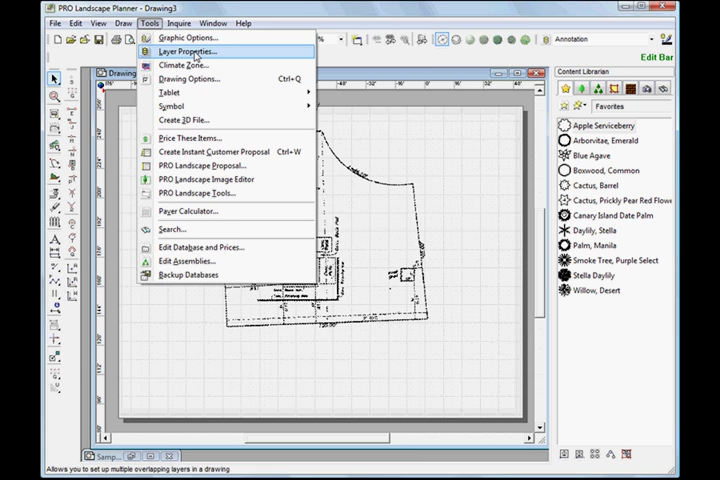 PRO Landscape Planner - Drawing3
File Edit View Draw Tools Inquire Window Help
Annotation
Edit Bar
Graphic Options...
Layer Properties...
Climate Zone...
Drawing Options... Ctrl+Q
Tablet
Symbol
Create 3D File...
Price These Items...
Create Instant Customer Proposal Ctrl+W
PRO Landscape Proposal...
PRO Landscape Image Editor
PRO Landscape Tools...
Paver Calculator...
Search...
Edit Database and Prices...
Edit Assemblies...
Backup Databases
Drawing
Content Librarian
Favorites
Apple Serviceberry
Arborvitae, Emerald
Blue Agave
Boxwood, Common
Cactus, Barrel
Cactus, Prickly Pear Red Flowe
Canary Island Date Palm
Daylily, Stella
Palm, Manila
Smoke Tree, Purple Select
Stella Daylily
Willow, Desert
Samp...
Allows you to set up multiple overlapping layers in a drawing